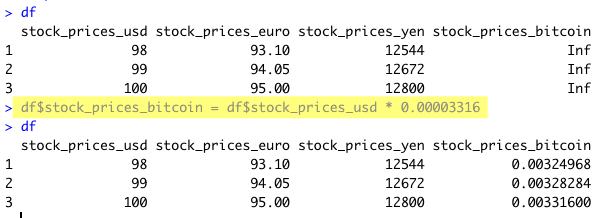 > df
  stock_prices_usd stock_prices_euro stock_prices_yen stock_prices_bitcoin
1               98             93.10            12544                  Inf
2               99             94.05            12672                  Inf
3              100             95.00            12800                  Inf
> df$stock_prices_bitcoin = df$stock_prices_usd * 0.00003316
> df
  stock_prices_usd stock_prices_euro stock_prices_yen stock_prices_bitcoin
1               98             93.10            12544           0.00324968
2               99             94.05            12672           0.00328284
3              100             95.00            12800           0.00331600